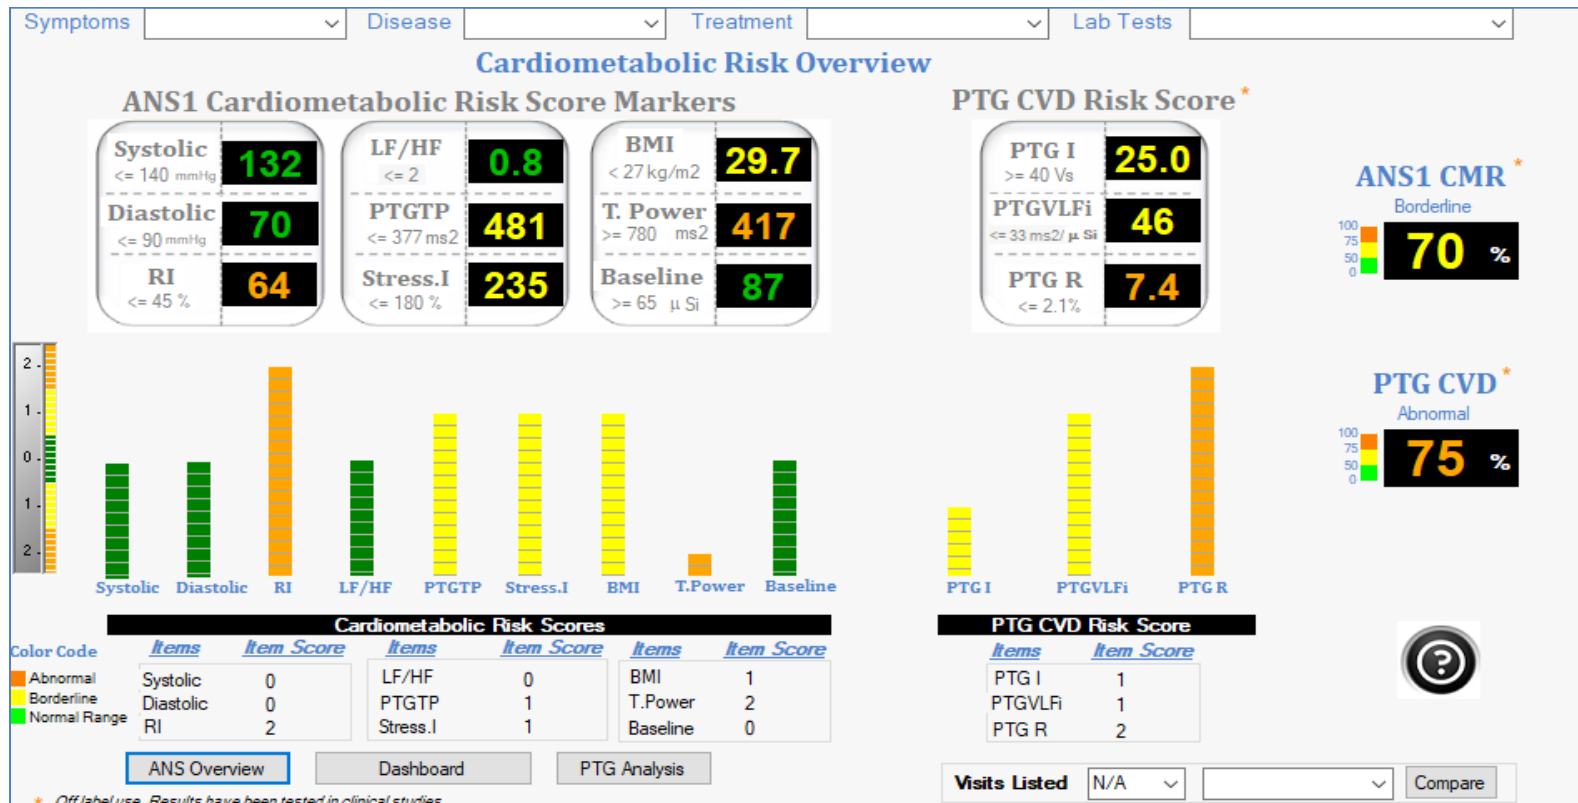 Symptoms Disease Treatment Lab Tests
Cardiometabolic Risk Overview
ANS1 Cardiometabolic Risk Score Markers
Systolic 132
<= 140 mmHg
Diastolic 70
<= 90 mmHg
RI 64
<= 45 %
LF/HF 0.8
<= 2
PTGTP 481
<= 377 ms2
Stress.I 235
<= 180 %
BMI 29.7
< 27 kg/m2
T. Power 417
>= 780 ms2
Baseline 87
>= 65 µ Si
PTG CVD Risk Score *
PTG I 25.0
>= 40 Vs
PTGVLFi 46
<= 33 ms2/ µ Si
PTG R 7.4
<= 2.1%
ANS1 CMR *
Borderline
100
75
50
0
70 %
PTG CVD *
Abnormal
100
75
50
0
75 %
2
1
0
1
2
Systolic Diastolic RI LF/HF PTGTP Stress.I BMI T.Power Baseline
PTG I PTGVLFi PTG R
Color Code
Abnormal
Borderline
Normal Range
Cardiometabolic Risk Scores
Items Item Score Items Item Score Items Item Score
Systolic 0 LF/HF 0 BMI 1
Diastolic 0 PTGTP 1 T.Power 2
RI 2 Stress.I 1 Baseline 0
PTG CVD Risk Score
Items Item Score
PTG I 1
PTGVLFi 1
PTG R 2
?
ANS Overview Dashboard PTG Analysis
Visits Listed N/A Compare
* Off label use. Results have been tested in clinical studies